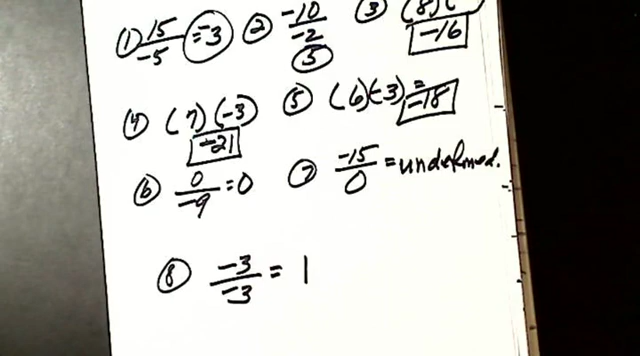 ① 15/-5 = -3 ② -10/-2 ③ (8)(
5 -16
④ (7)(-3) ⑤ (6)(-3) = -18
-21
⑥ 0/-9 = 0 ⑦ -15/0 = undefined.
⑧ -3/-3 = 1